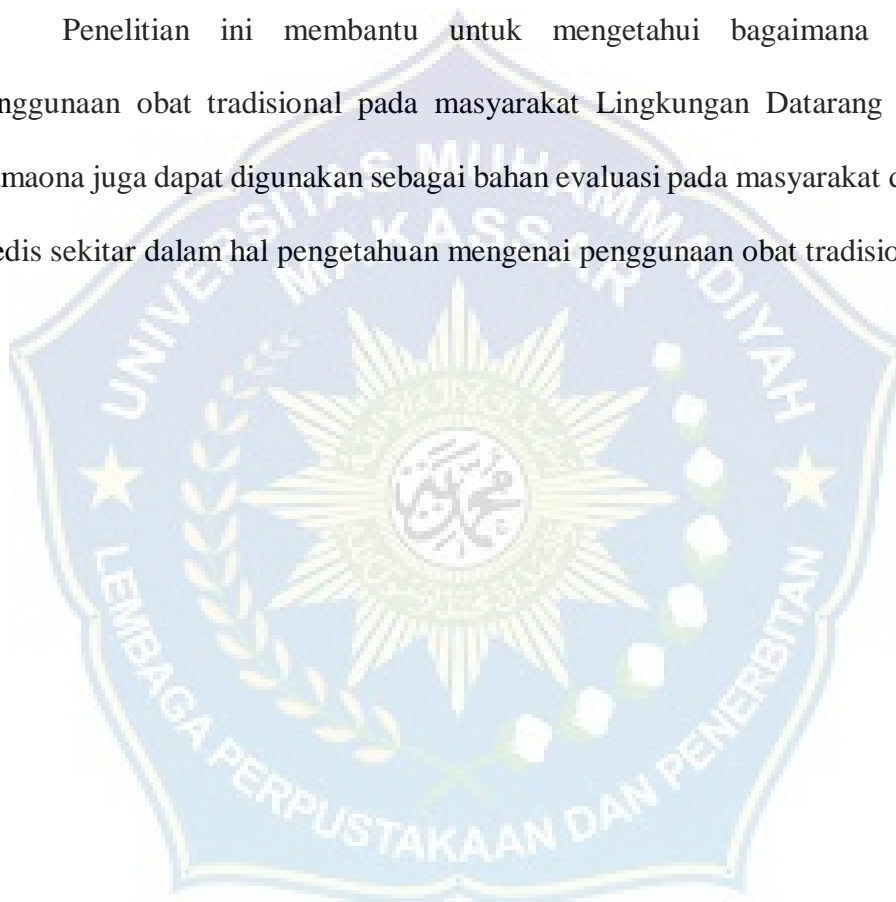 Penelitian ini membantu untuk mengetahui bagaimana
nggunaan obat tradisional pada masyarakat Lingkungan Datarang
maona juga dapat digunakan sebagai bahan evaluasi pada masyarakat d
edis sekitar dalam hal pengetahuan mengenai penggunaan obat tradisio
UNIVERSITAS MUHAMMADIYAH
MAKASSAR
LEMBAGA PERPUSTAKAAN DAN PENERBITAN